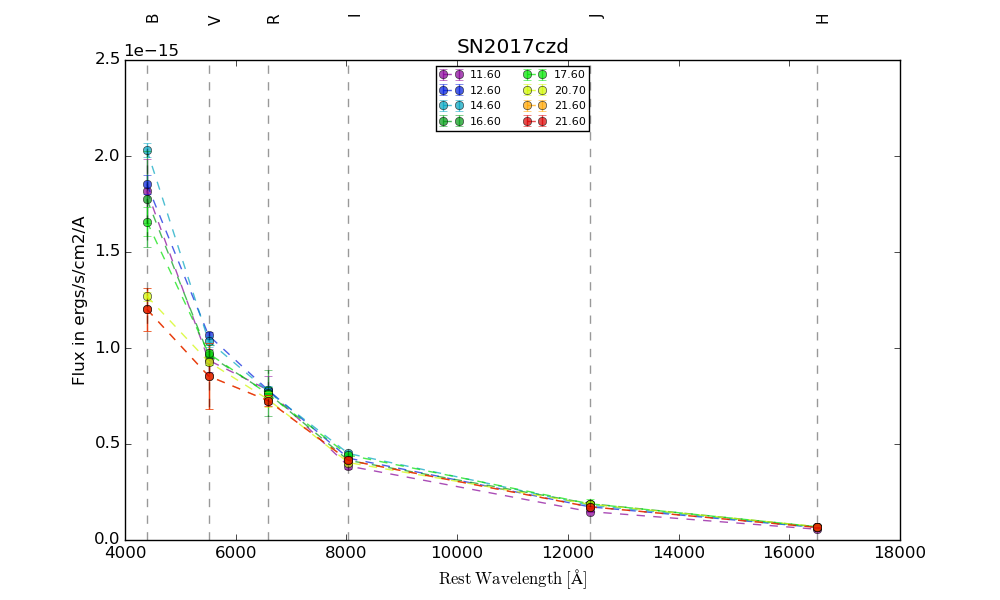 B V R I J H
1e−15
SN2017czd
2.5
2.0
1.5
1.0
0.5
0.0
Flux in ergs/s/cm2/A
11.60 17.60
12.60 20.70
14.60 21.60
16.60 21.60
4000 6000 8000 10000 12000 14000 16000 18000
Rest Wavelength [Å]